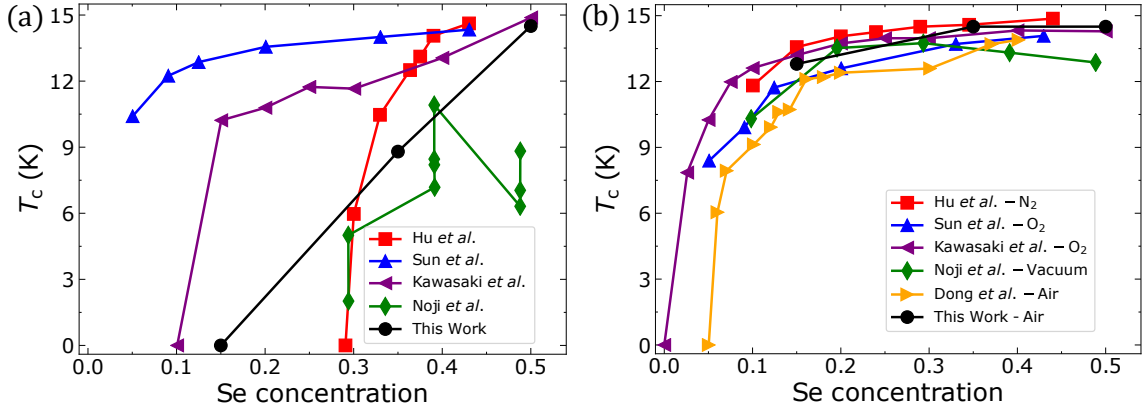 (a)
15
12
9
6
3
0
T_c (K)
0.0 0.1 0.2 0.3 0.4 0.5
Se concentration
Hu et al.
Sun et al.
Kawasaki et al.
Noji et al.
This Work
(b)
15
12
9
6
3
0
T_c (K)
0.0 0.1 0.2 0.3 0.4 0.5
Se concentration
Hu et al. – N₂
Sun et al. – O₂
Kawasaki et al. – O₂
Noji et al. – Vacuum
Dong et al. – Air
This Work - Air